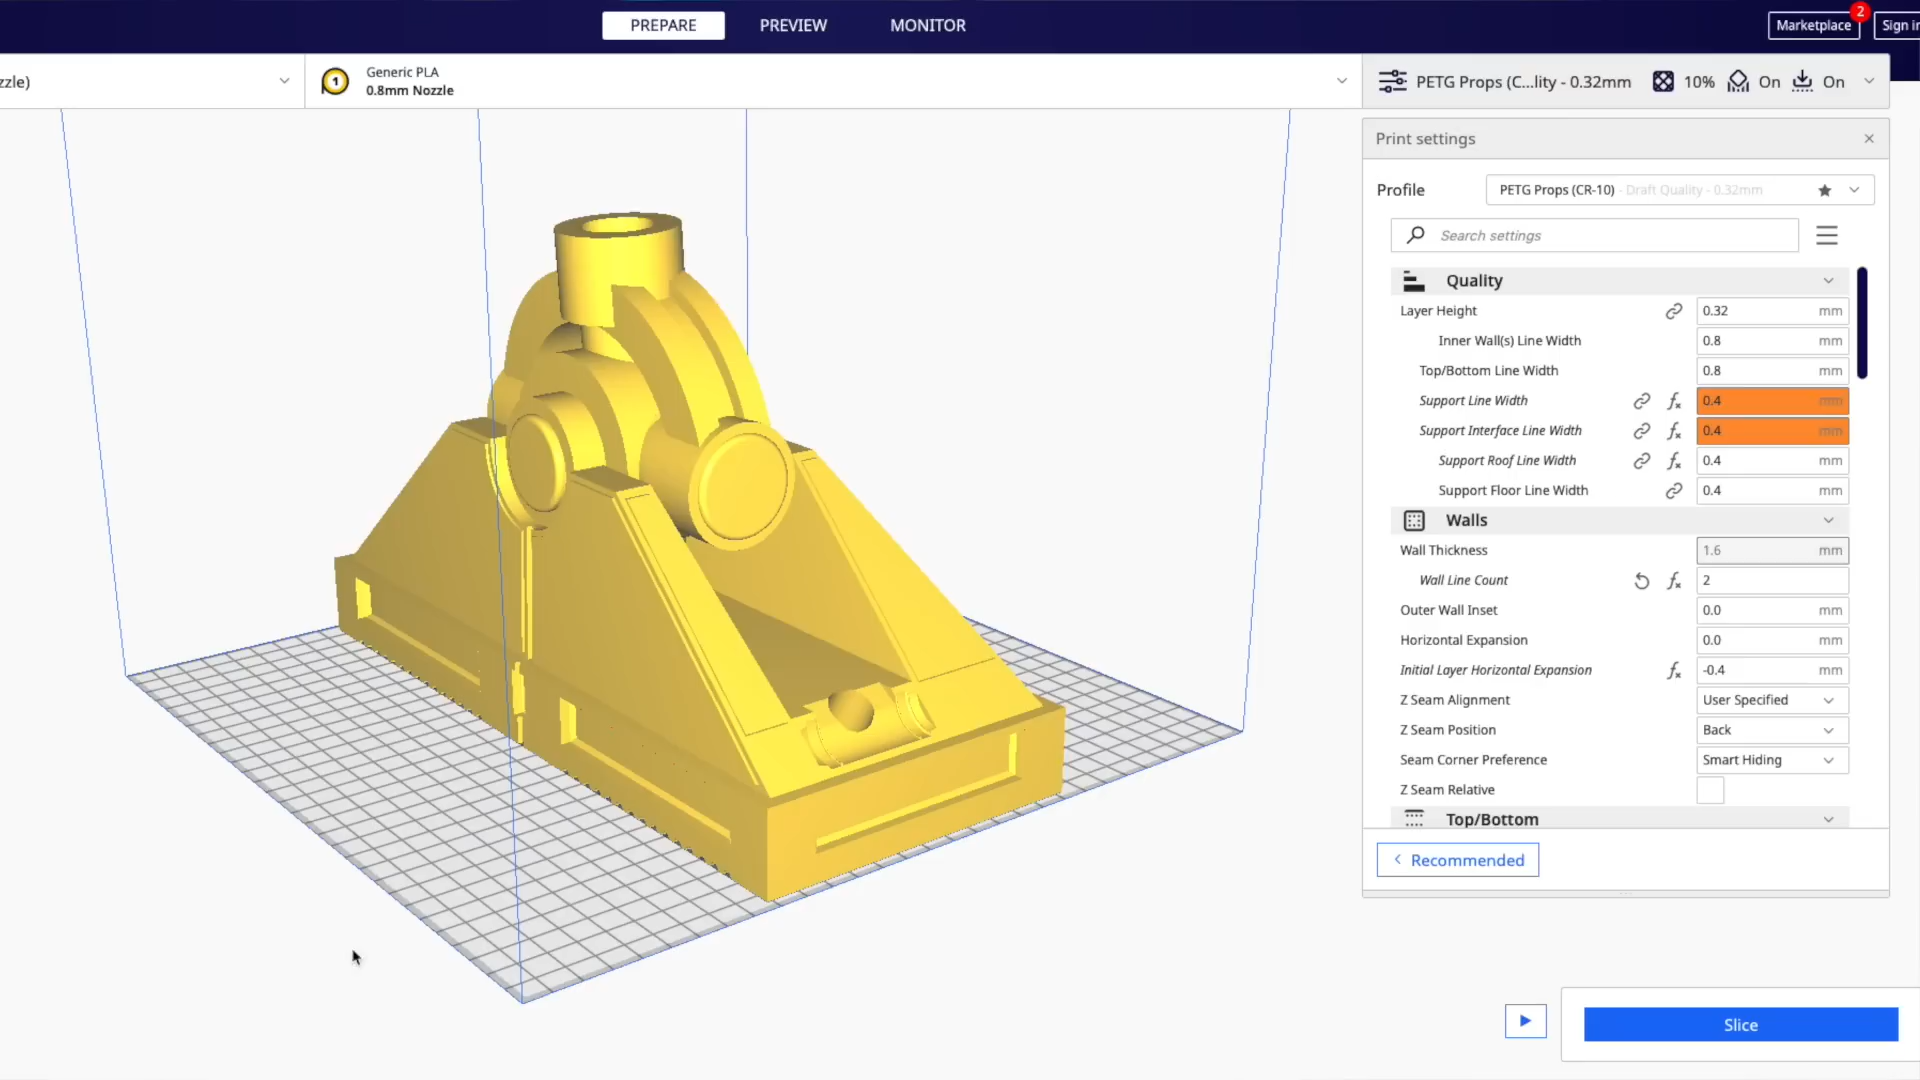 PREPARE
PREVIEW
MONITOR
Marketplace
2
Sign in
zzle)
1
Generic PLA
0.8mm Nozzle
PETG Props (C...lity - 0.32mm
10%
On
On
Print settings
Profile
PETG Props (CR-10) - Draft Quality - 0.32mm
Search settings
Quality
Layer Height
0.32 mm
Inner Wall(s) Line Width
0.8 mm
Top/Bottom Line Width
0.8 mm
Support Line Width
0.4 mm
Support Interface Line Width
0.4 mm
Support Roof Line Width
0.4 mm
Support Floor Line Width
0.4 mm
Walls
Wall Thickness
1.6 mm
Wall Line Count
2
Outer Wall Inset
0.0 mm
Horizontal Expansion
0.0 mm
Initial Layer Horizontal Expansion
-0.4 mm
Z Seam Alignment
User Specified
Z Seam Position
Back
Seam Corner Preference
Smart Hiding
Z Seam Relative
Top/Bottom
Recommended
Slice